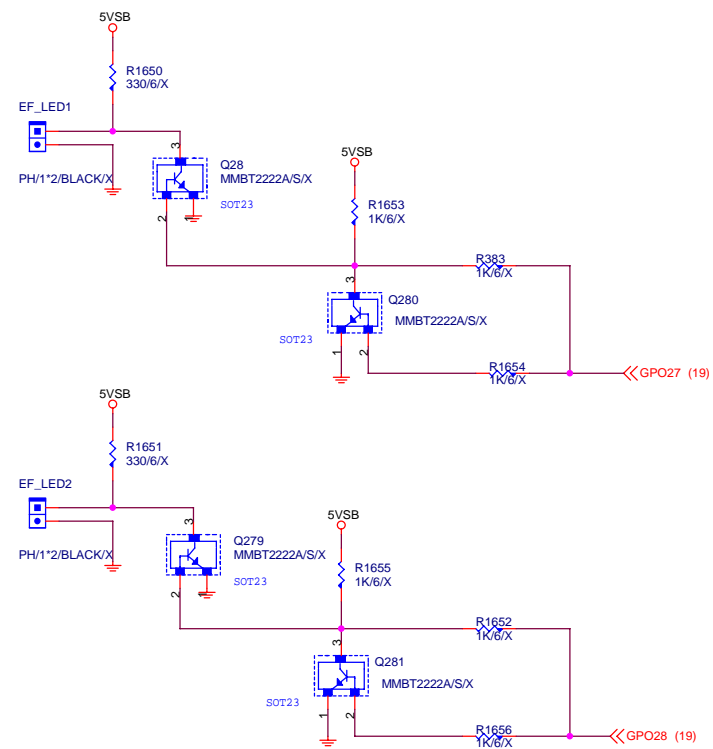 5VSB
R1650
330/6/X
EF_LED1
3
Q28
MMBT2222A/S/X
PH/1*2/BLACK/X
SOT23
2
1
5VSB
R1653
1K/6/X
R383
1K/6/X
3
Q280
MMBT2222A/S/X
SOT23
1
2
R1654
1K/6/X
GPO27 (19)
5VSB
R1651
330/6/X
EF_LED2
3
Q279
MMBT2222A/S/X
PH/1*2/BLACK/X
SOT23
2
1
5VSB
R1655
1K/6/X
R1652
1K/6/X
3
Q281
MMBT2222A/S/X
SOT23
1
2
R1656
1K/6/X
GPO28 (19)